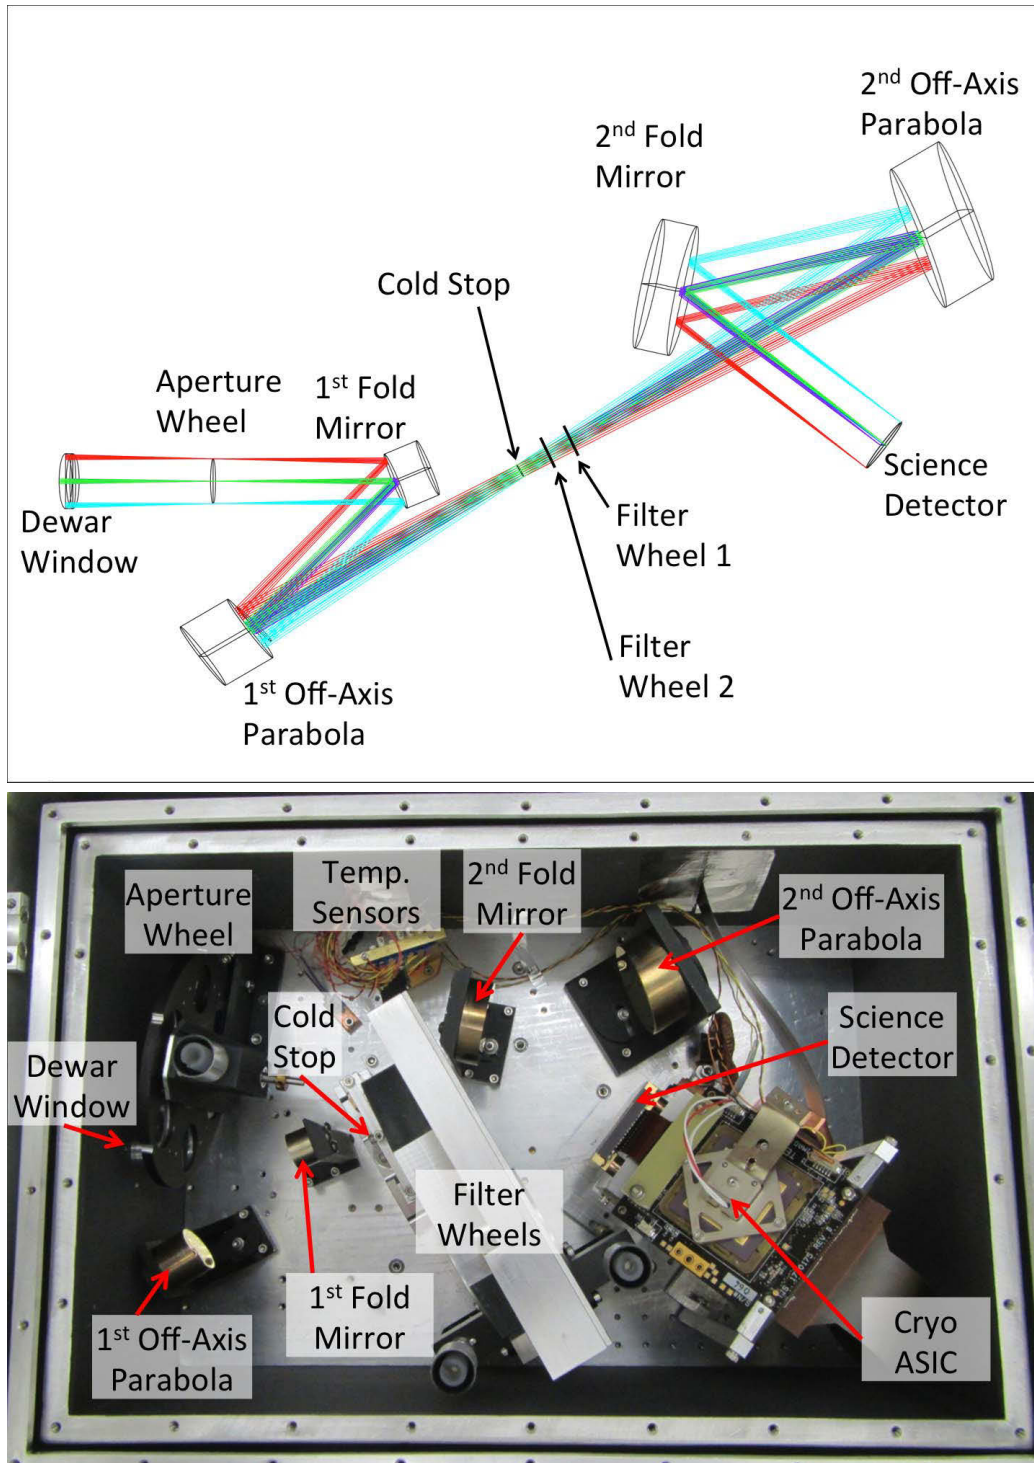 2nd Off-Axis
Parabola
2nd Fold
Mirror
Cold Stop
Aperture
Wheel
1st Fold
Mirror
Dewar
Window
Science
Detector
Filter
Wheel 1
Filter
Wheel 2
1st Off-Axis
Parabola
Aperture
Wheel
Temp.
Sensors
2nd Fold
Mirror
2nd Off-Axis
Parabola
Cold
Stop
Science
Detector
Dewar
Window
Filter
Wheels
1st Fold
Mirror
1st Off-Axis
Parabola
Cryo
ASIC